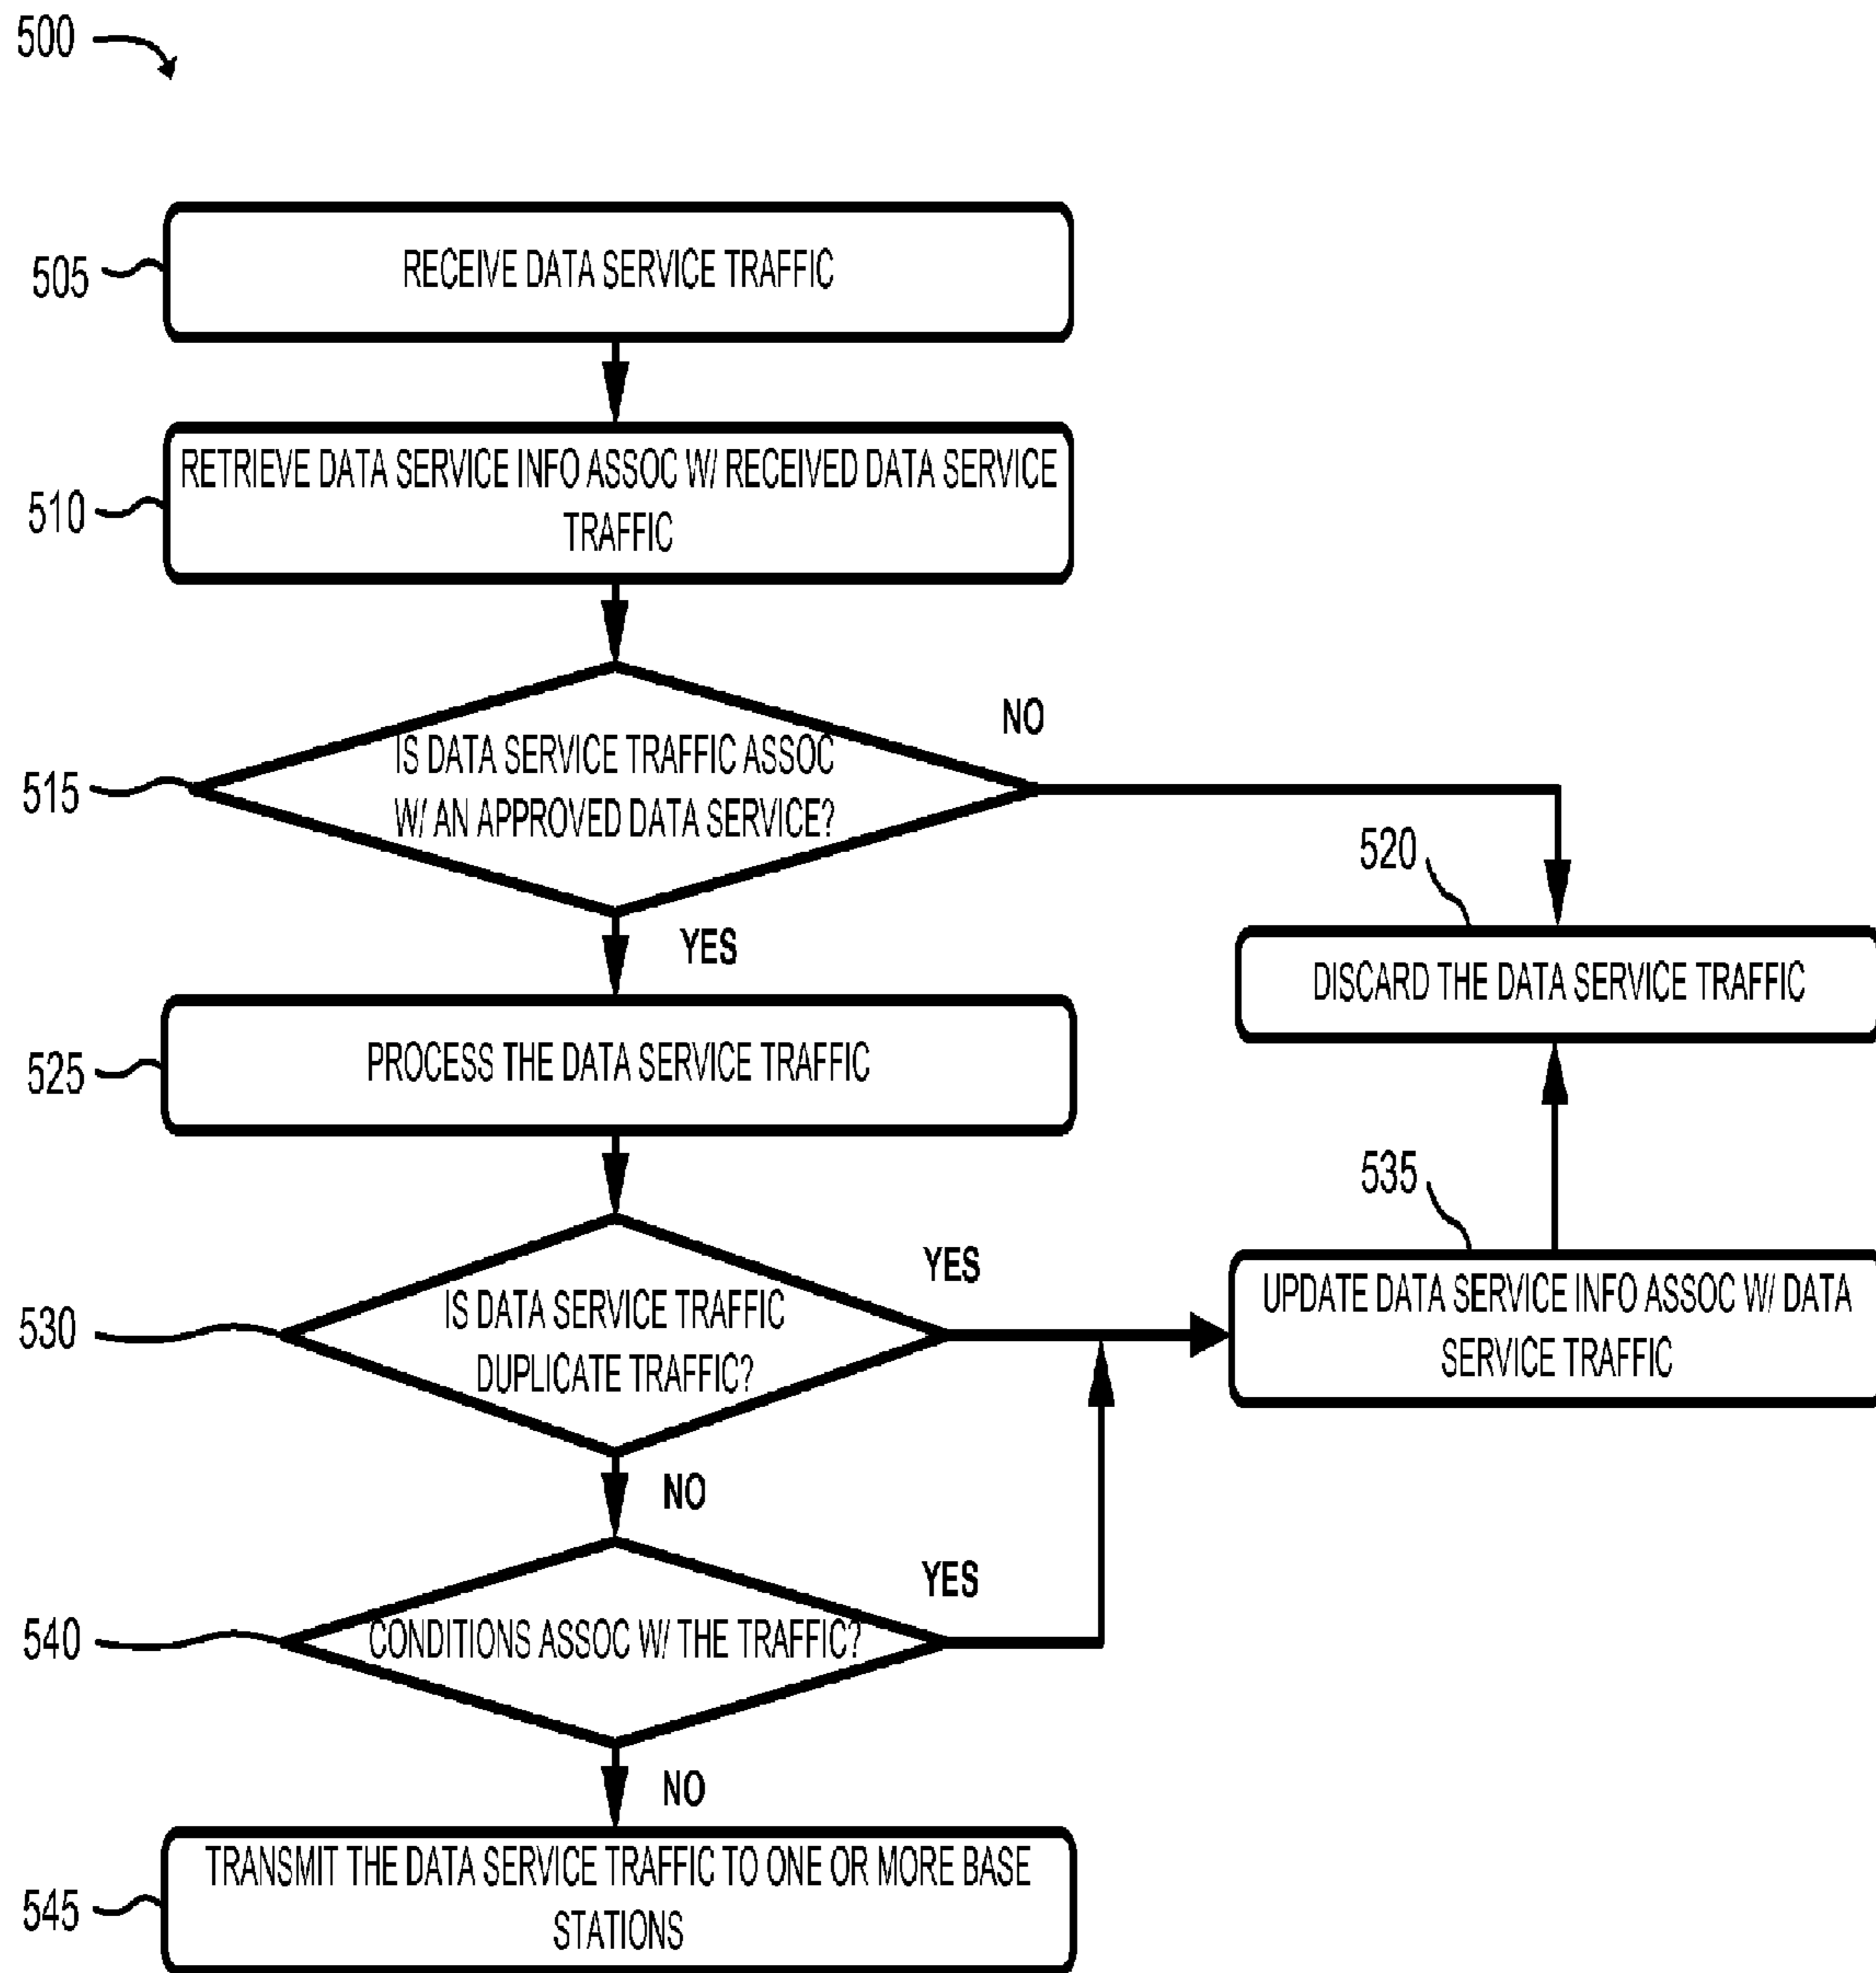 500
505
RECEIVE DATA SERVICE TRAFFIC
510
RETRIEVE DATA SERVICE INFO ASSOC W/ RECEIVED DATA SERVICE
TRAFFIC
515
IS DATA SERVICE TRAFFIC ASSOC
W/ AN APPROVED DATA SERVICE?
NO
YES
520
DISCARD THE DATA SERVICE TRAFFIC
525
PROCESS THE DATA SERVICE TRAFFIC
530
IS DATA SERVICE TRAFFIC
DUPLICATE TRAFFIC?
YES
NO
535
UPDATE DATA SERVICE INFO ASSOC W/ DATA
SERVICE TRAFFIC
540
CONDITIONS ASSOC W/ THE TRAFFIC?
YES
NO
545
TRANSMIT THE DATA SERVICE TRAFFIC TO ONE OR MORE BASE
STATIONS